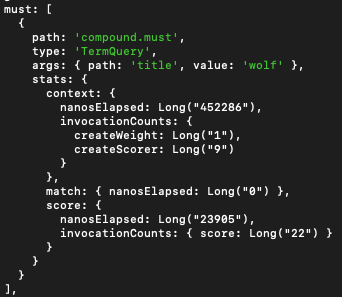 must: [
  {
    path: 'compound.must',
    type: 'TermQuery',
    args: { path: 'title', value: 'wolf' },
    stats: {
      context: {
        nanosElapsed: Long("452286"),
        invocationCounts: {
          createWeight: Long("1"),
          createScorer: Long("9")
        }
      },
      match: { nanosElapsed: Long("0") },
      score: {
        nanosElapsed: Long("23905"),
        invocationCounts: { score: Long("22") }
      }
    }
  }
],